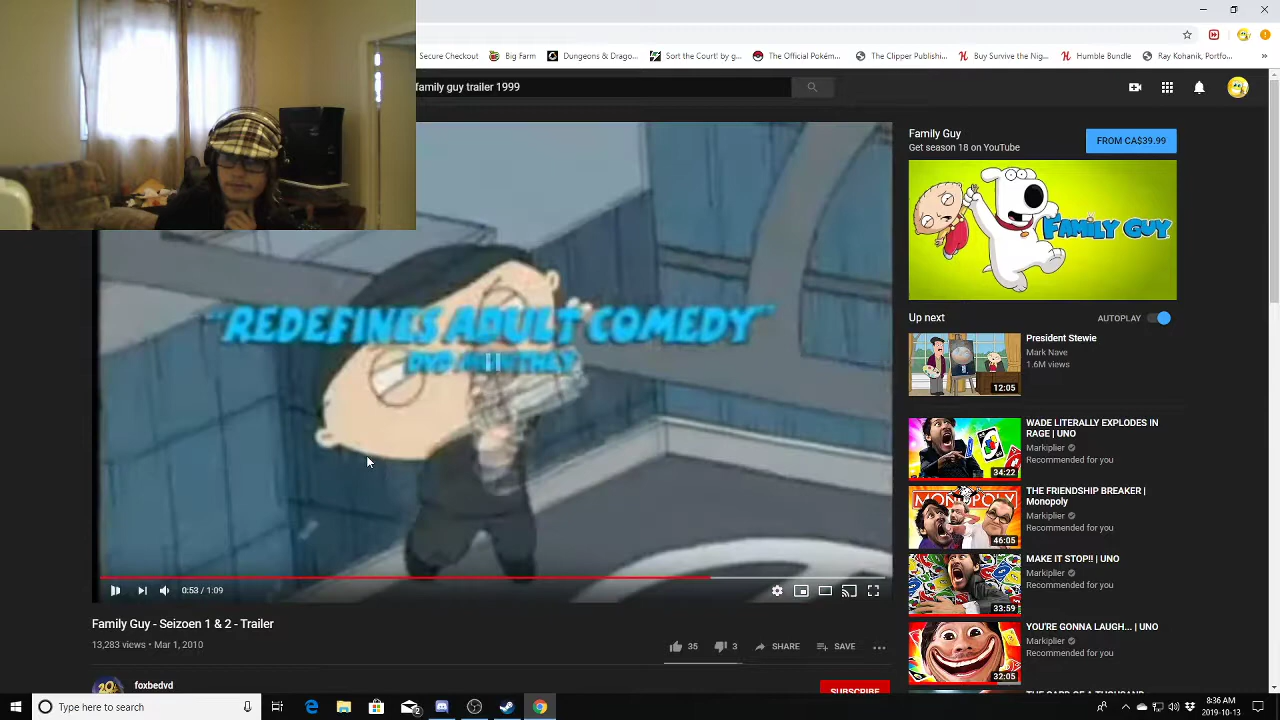 Secure Checkout Big Farm Dungeons & Drago... Sort the Court! by g... The Official Pokém... The Clipper Publishi... Buy Survive the Nig... Humble Bundle Ray Kohanik, Portfo...
family guy trailer 1999
Family Guy
Get season 18 on YouTube
FROM CA$39.99
FAMILY GUY
"REDEFINES ADULT COMEDY"
Up next
AUTOPLAY
President Stewie
Mark Nave
1.6M views
12:05
WADE LITERALLY EXPLODES IN
RAGE | UNO
Markiplier
Recommended for you
34:22
MONOPOLY
THE FRIENDSHIP BREAKER |
Monopoly
Markiplier
Recommended for you
46:05
MAKE IT STOP!! | UNO
Markiplier
Recommended for you
33:59
YOU'RE GONNA LAUGH... | UNO
Markiplier
Recommended for you
32:05
0:53 / 1:09
Family Guy - Seizoen 1 & 2 - Trailer
13,283 views • Mar 1, 2010
35 3 SHARE SAVE
foxbedvd
SUBSCRIBE
THE CARD OF A THOUSAND
Type here to search
2
8:36 AM
2019-10-13